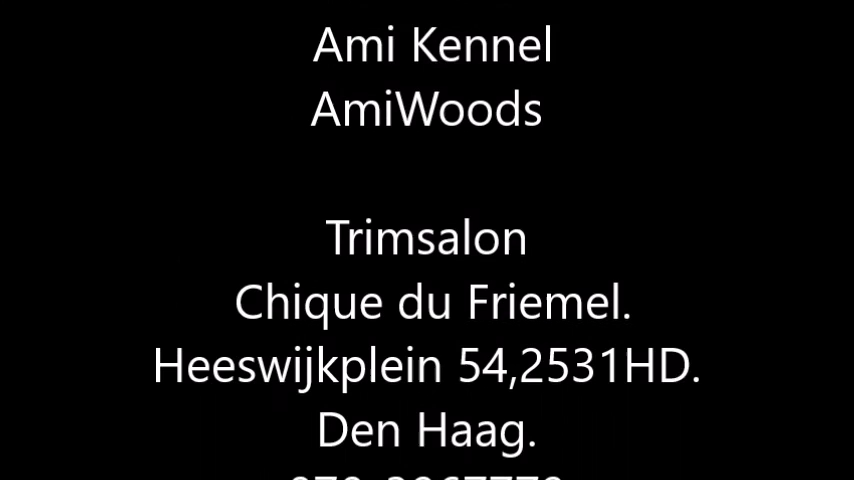 Ami Kennel
AmiWoods
Trimsalon
Chique du Friemel.
Heeswijkplein 54,2531HD.
Den Haag.